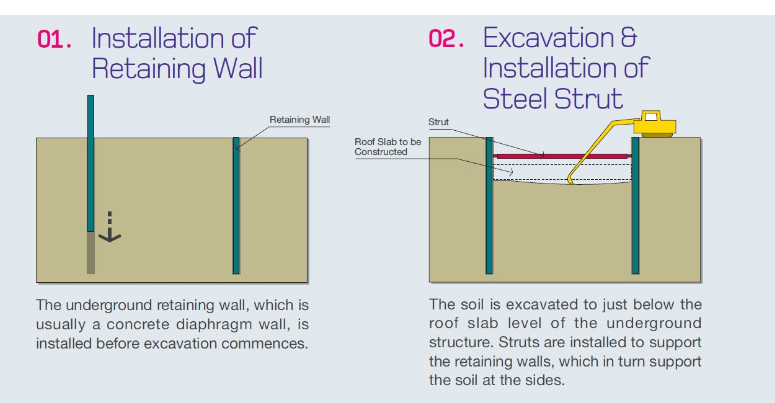 01. Installation of
Retaining Wall
Retaining Wall
The underground retaining wall, which is
usually a concrete diaphragm wall, is
installed before excavation commences.
02. Excavation &
Installation of
Steel Strut
Strut
Roof Slab to be
Constructed
The soil is excavated to just below the
roof slab level of the underground
structure. Struts are installed to support
the retaining walls, which in turn support
the soil at the sides.